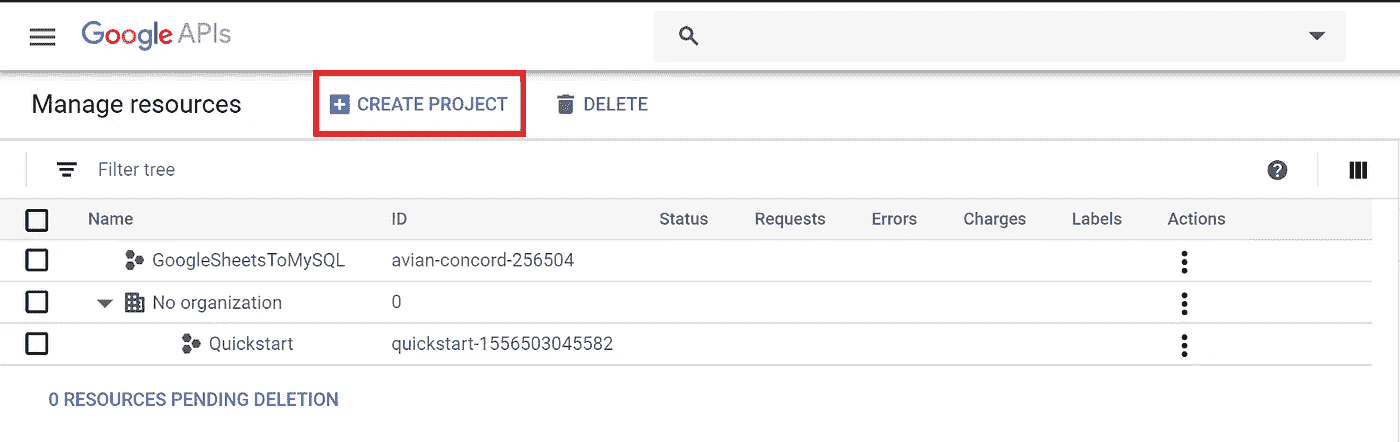 Google APIs
Manage resources CREATE PROJECT DELETE
Filter tree
Name ID Status Requests Errors Charges Labels Actions
GoogleSheetsToMySQL avian-concord-256504
No organization 0
Quickstart quickstart-1556503045582
0 RESOURCES PENDING DELETION